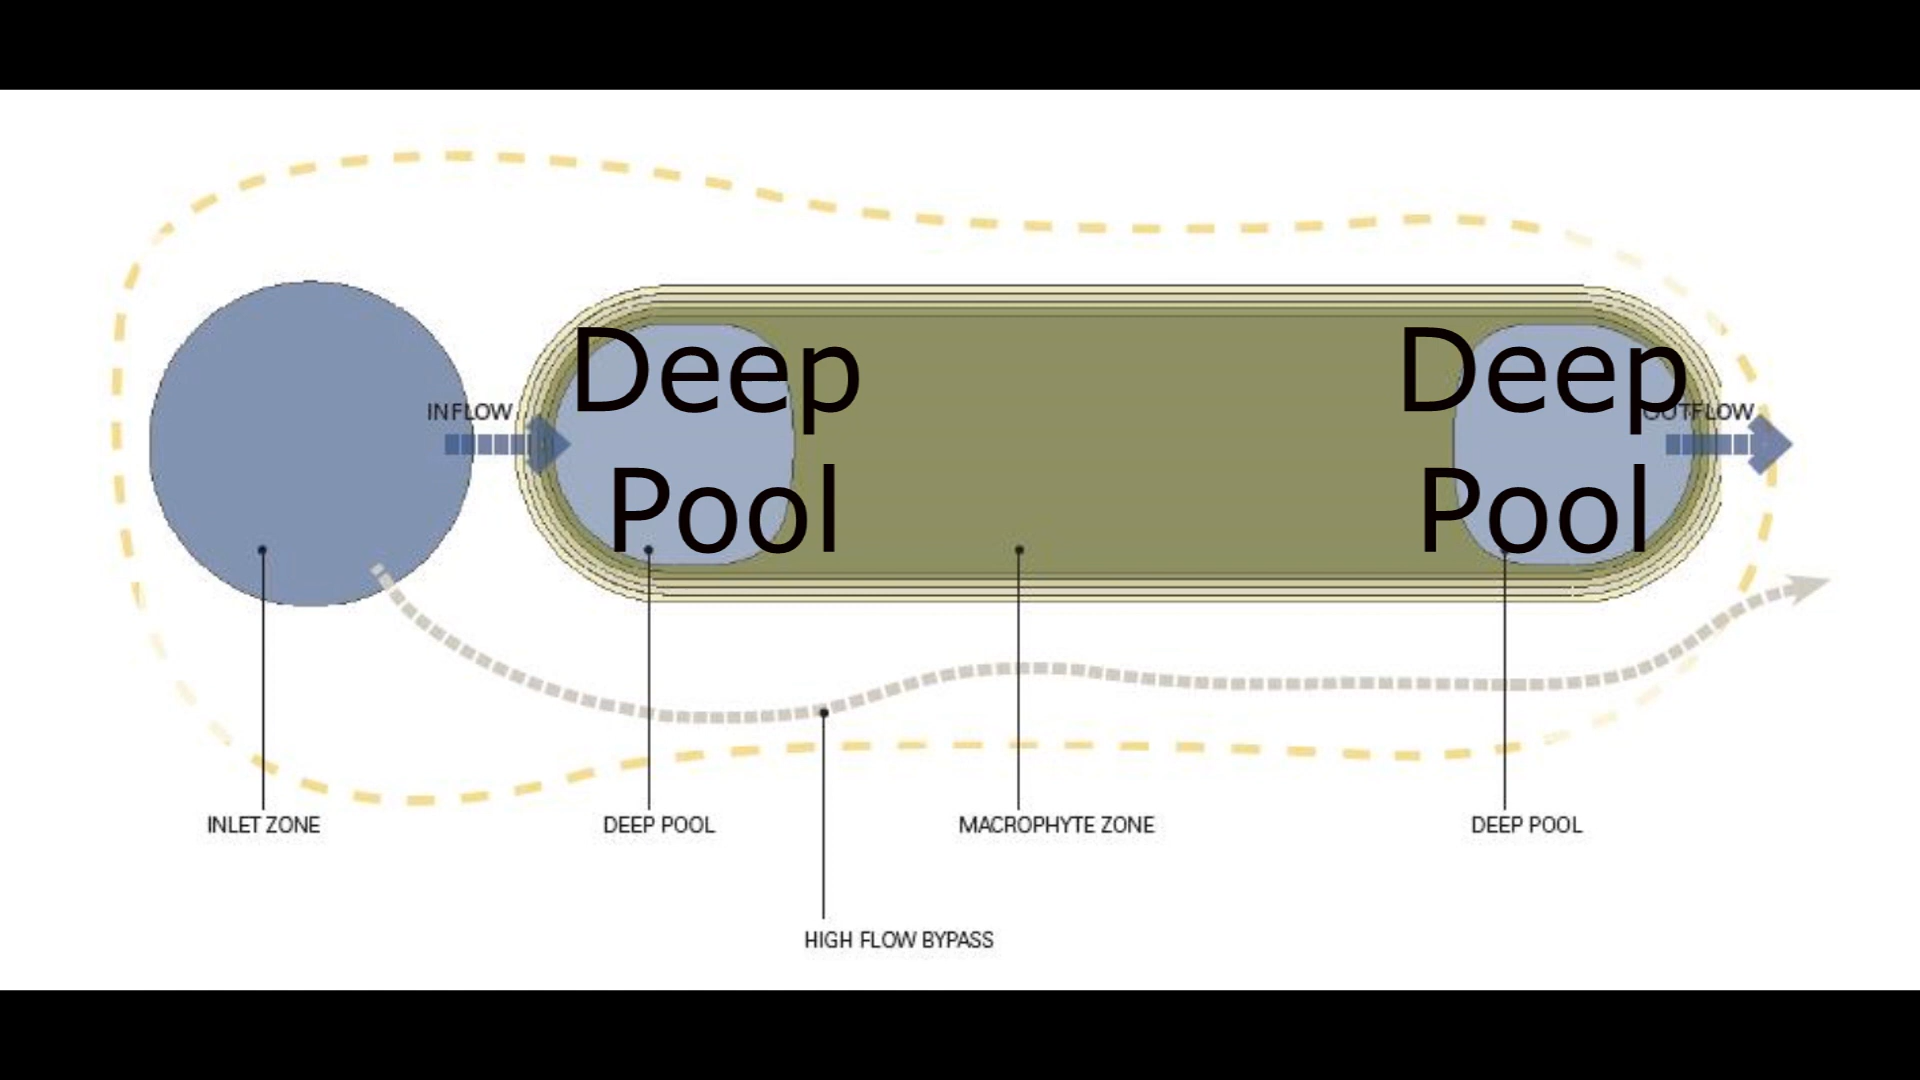 Deep
Pool
Deep
Pool
INFLOW
OUTFLOW
INLET ZONE
DEEP POOL
MACROPHYTE ZONE
DEEP POOL
HIGH FLOW BYPASS